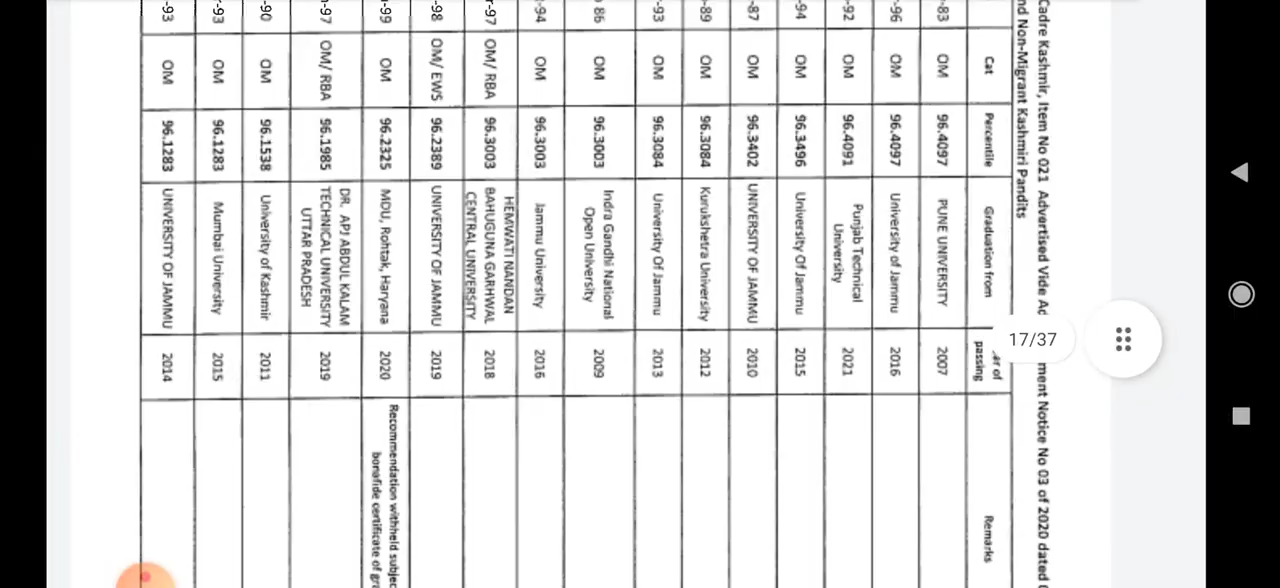 Cadre Kashmir, Item No 021 Advertised Vide Ad
ment Notice No 03 of 2020 dated
nd Non-Migrant Kashmiri Pandits
Cat Percentile Graduation from passing Remarks
-83 OM 96.4097 PUNE UNIVERSITY 2007
-96 OM 96.4097 University of Jammu 2016
-92 OM 96.4091 Punjab Technical University 2021
-94 OM 96.3496 University Of Jammu 2015
-87 OM 96.3402 UNIVERSITY OF JAMMU 2010
-89 OM 96.3084 Kurukshetra University 2012
-93 OM 96.3084 University Of Jammu 2013
86 OM 96.3003 Indra Gandhi National Open University 2009
-94 OM 96.3003 Jammu University 2016
-97 OM/ RBA 96.3003 HEMWATI NANDAN BAHUGUNA GARHWAL CENTRAL UNIVERSITY 2018
-98 OM/ EWS 96.2389 UNIVERSITY OF JAMMU 2019
-99 OM 96.2325 MDU, Rohtak, Haryana 2020 Recommendation withheld subjec
bonafide certificate of gr
-97 OM/ RBA 96.1985 DR. APJ ABDUL KALAM TECHNICAL UNIVERSITY UTTAR PRADESH 2019
-90 OM 96.1538 University of Kashmir 2011
-93 OM 96.1283 Mumbai University 2015
-93 OM 96.1283 UNIVERSITY OF JAMMU 2014
17/37